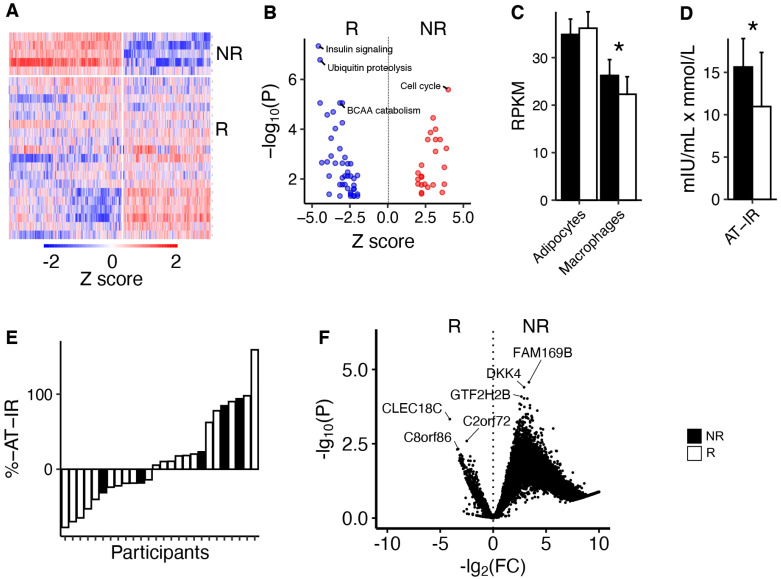 A
NR
R
-2
0
2
Z score
B
R
NR
Insulin signaling
Ubiquitin proteolysis
Cell cycle
BCAA catabolism
6
4
2
−log10(P)
−5.0
−2.5
0.0
2.5
5.0
Z score
C
*
30
20
10
0
RPKM
Adipocytes
Macrophages
D
*
15
10
5
0
mIU/mL x mmol/L
AT−IR
E
100
0
%−AT−IR
Participants
F
R
NR
FAM169B
DKK4
GTF2H2B
CLEC18C
C2orf72
C8orf86
7.5
5.0
2.5
0.0
-lg10(P)
-10
-5
0
5
10
-lg2(FC)
NR
R